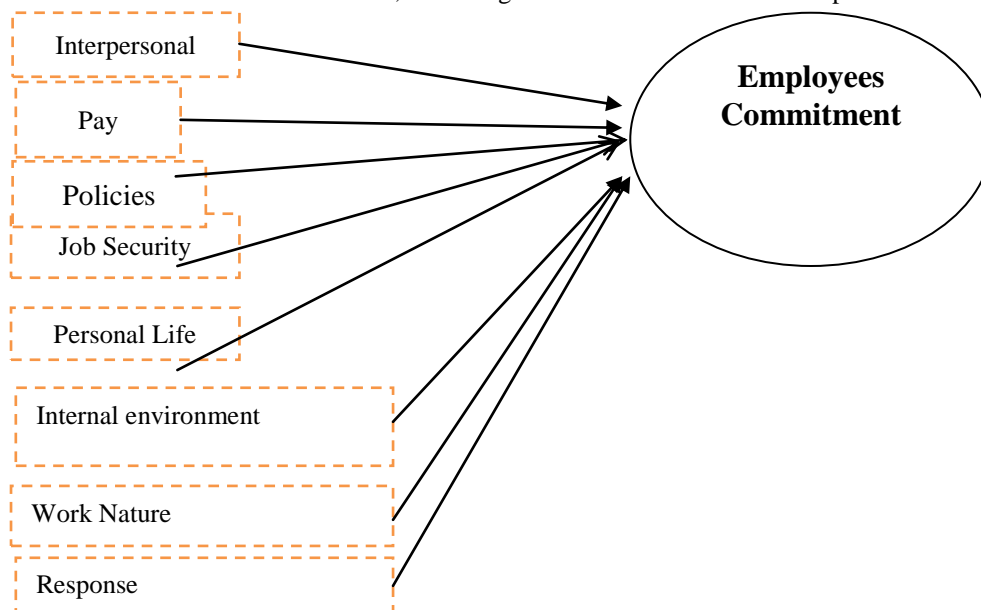 Interpersonal
Employees
Commitment
Pay
Policies
Job Security
Personal Life
Internal environment
Work Nature
Response